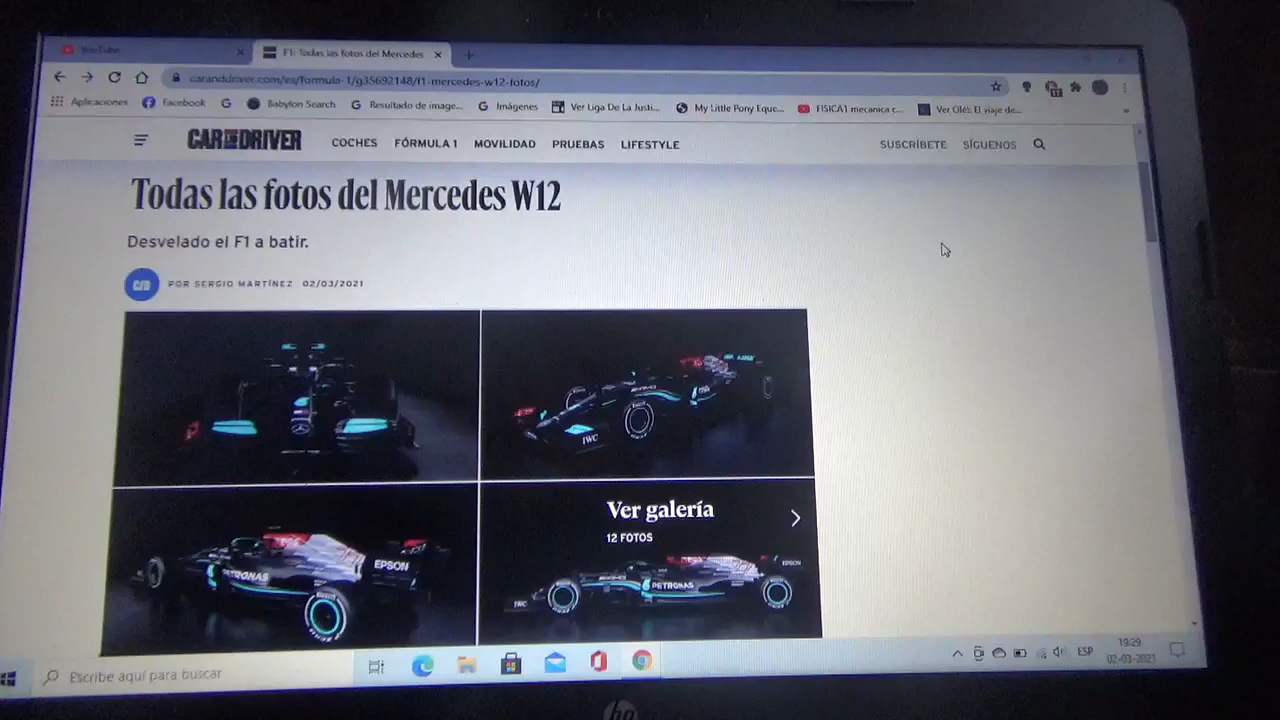 YouTube
F1: Todas las fotos del Mercedes
caranddriver.com/es/formula-1/g35692148/f1-mercedes-w12-fotos/
Aplicaciones Facebook Babylon Search Resultado de image... Imágenes Ver Liga De La Justi... My Little Pony Eque... FISICA1 mecanica c... Ver Olé: El viaje de...
CAR AND DRIVER COCHES FÓRMULA 1 MOVILIDAD PRUEBAS LIFESTYLE SUSCRÍBETE SÍGUENOS
Todas las fotos del Mercedes W12
Desvelado el F1 a batir.
C/D POR SERGIO MARTÍNEZ 02/03/2021
IWC
Ver galería
12 FOTOS
EPSON
PETRONAS
EPSON
PETRONAS
IWC
Escribe aquí para buscar
ESP
19:29
02-03-2021
hp